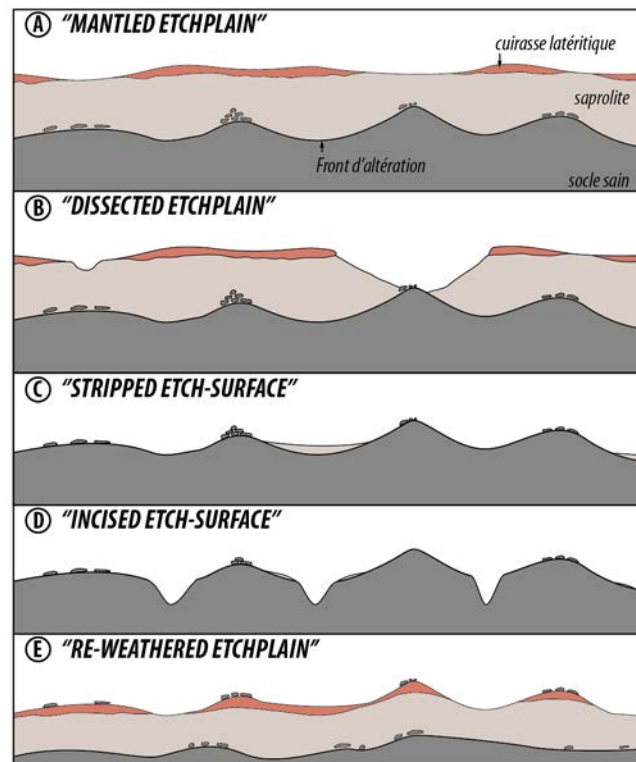 Ⓐ "MANTLED ETCHPLAIN"
cuirasse latéritique
saprolite
Front d'altération
socle sain
Ⓑ "DISSECTED ETCHPLAIN"
Ⓒ "STRIPPED ETCH-SURFACE"
Ⓓ "INCISED ETCH-SURFACE"
Ⓔ "RE-WEATHERED ETCHPLAIN"